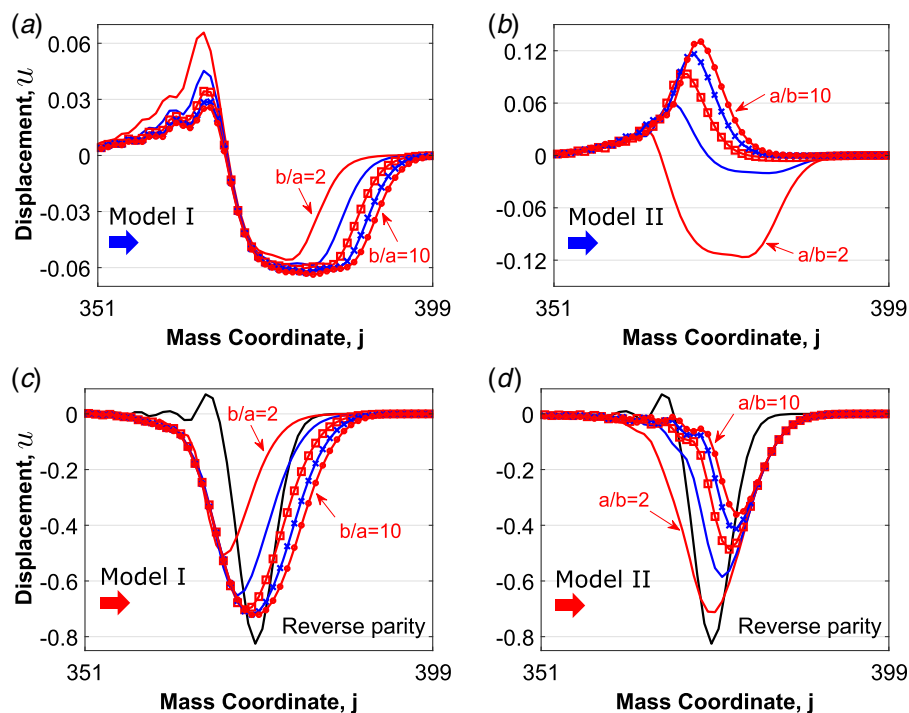 (a)
Displacement, u
0.06
0.03
0
-0.03
-0.06
b/a=2
b/a=10
Model I
351
399
Mass Coordinate, j
(b)
0.12
0.06
0
-0.06
-0.12
a/b=10
a/b=2
Model II
351
399
Mass Coordinate, j
(c)
Displacement, u
0
-0.2
-0.4
-0.6
-0.8
b/a=2
b/a=10
Model I
Reverse parity
351
399
Mass Coordinate, j
(d)
0
-0.2
-0.4
-0.6
-0.8
a/b=10
a/b=2
Model II
Reverse parity
351
399
Mass Coordinate, j